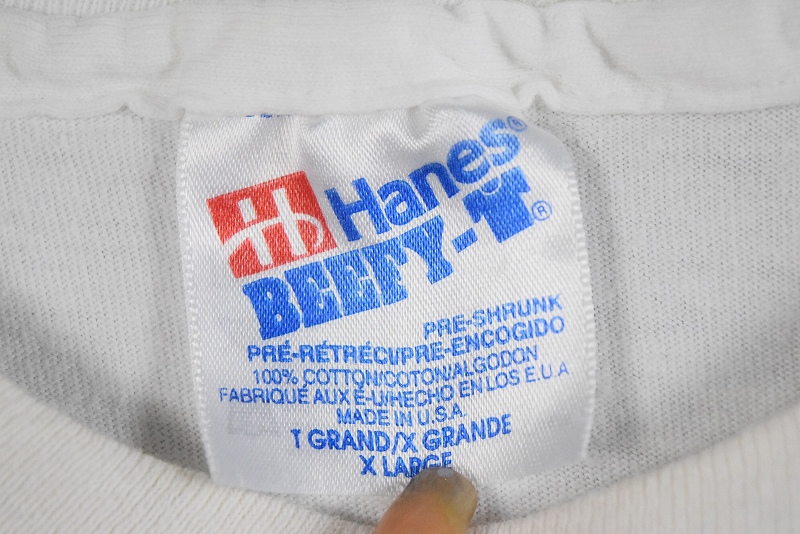 Hanes®
BEEFY-T®
PRE-SHRUNK
PRÉ-RÉTRÉCI/PRE-ENCOGIDO
100% COTTON/COTON/ALGODON
FABRIQUÉ AUX É-U/HECHO EN LOS E.U.A
MADE IN U.S.A.
T GRAND/X GRANDE
X LARGE